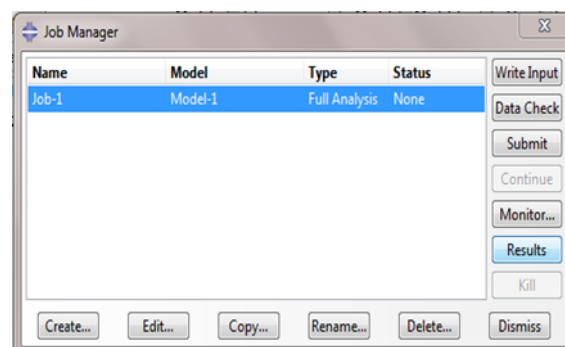 Job Manager
Name Model Type Status
Job-1 Model-1 Full Analysis None
Write Input
Data Check
Submit
Continue
Monitor...
Results
Kill
Create... Edit... Copy... Rename... Delete... Dismiss